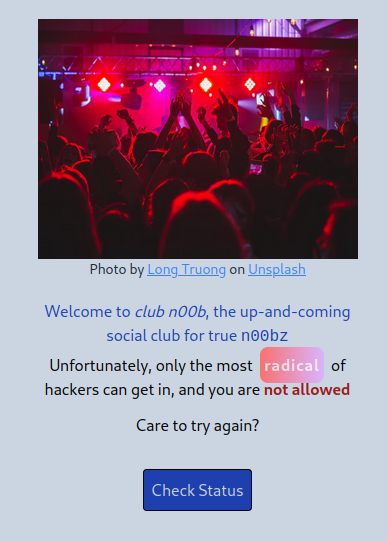 Photo by Long Truong on Unsplash
Welcome to club n00b, the up-and-coming
social club for true n00bz
Unfortunately, only the most radical of
hackers can get in, and you are not allowed
Care to try again?
Check Status